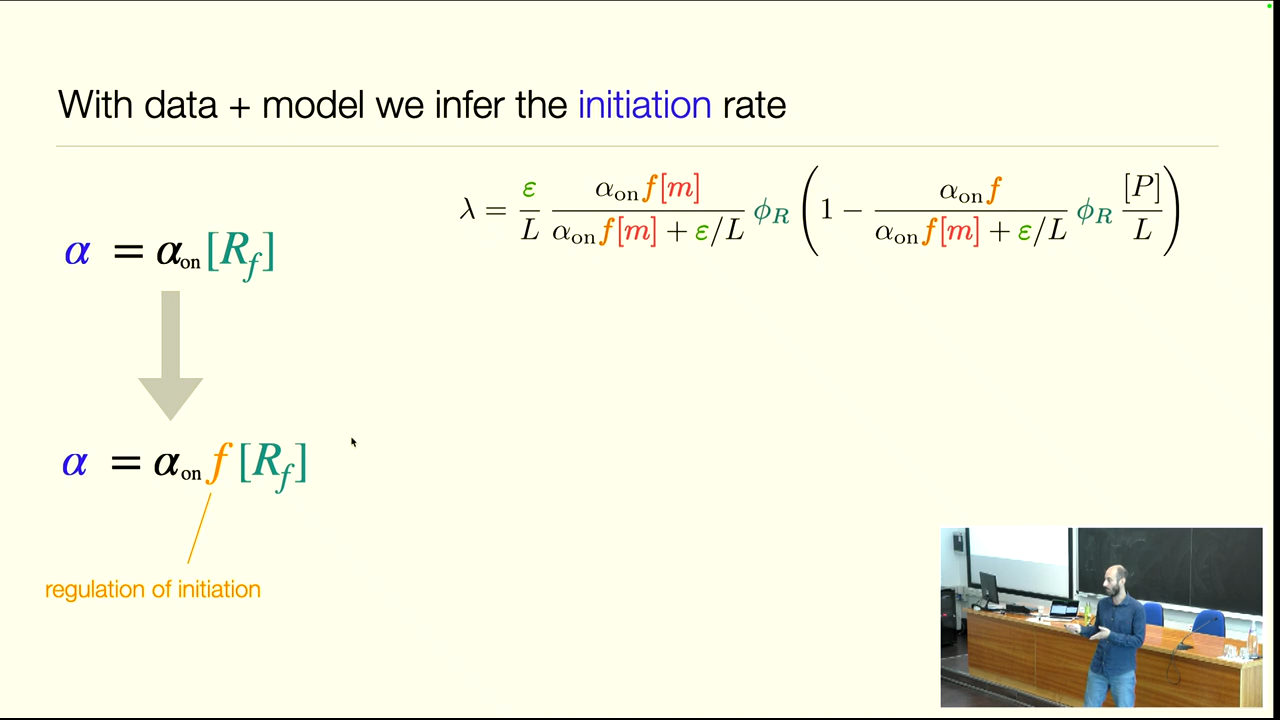 With data + model we infer the initiation rate
λ = ε/L α_on f[m] / (α_on f[m] + ε/L) ϕ_R (1 − α_on f / (α_on f[m] + ε/L) ϕ_R [P]/L)
α = α_on [R_f]
α = α_on f [R_f]
regulation of initiation